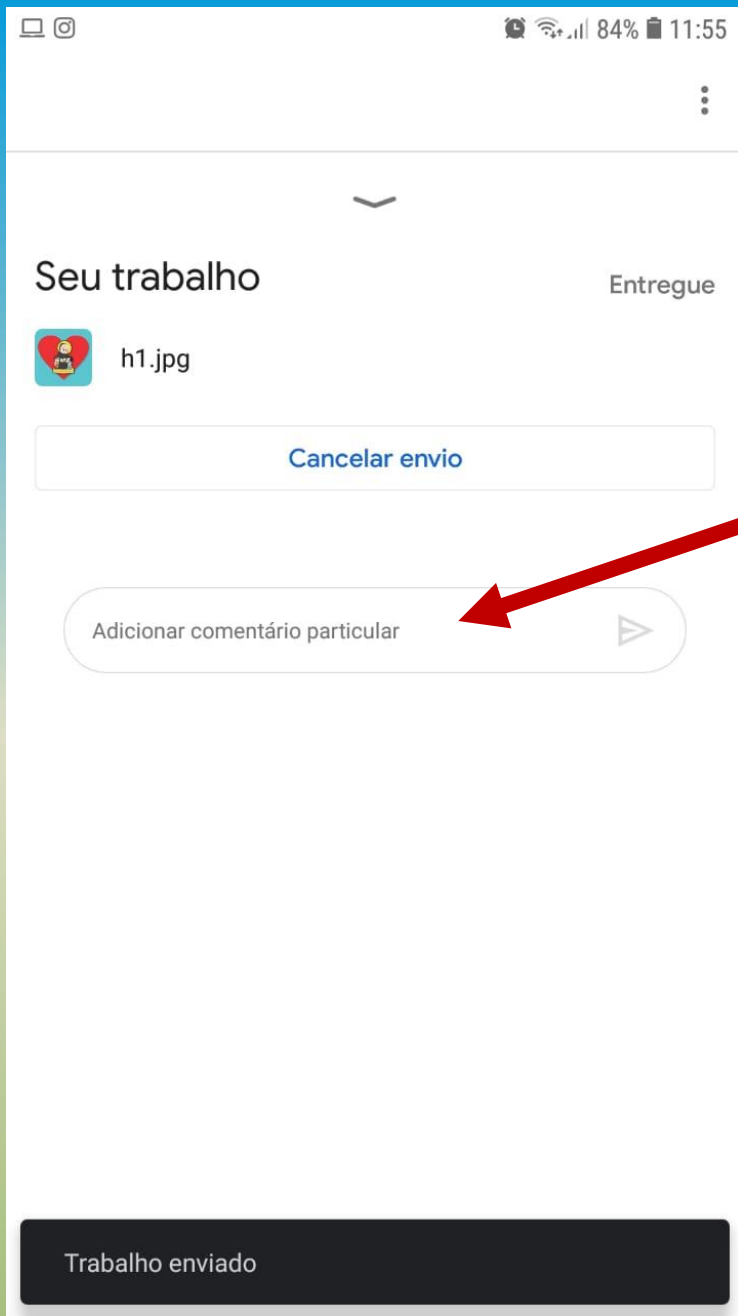 84% 11:55
Seu trabalho
Entregue
h1.jpg
Cancelar envio
Adicionar comentário particular
Trabalho enviado